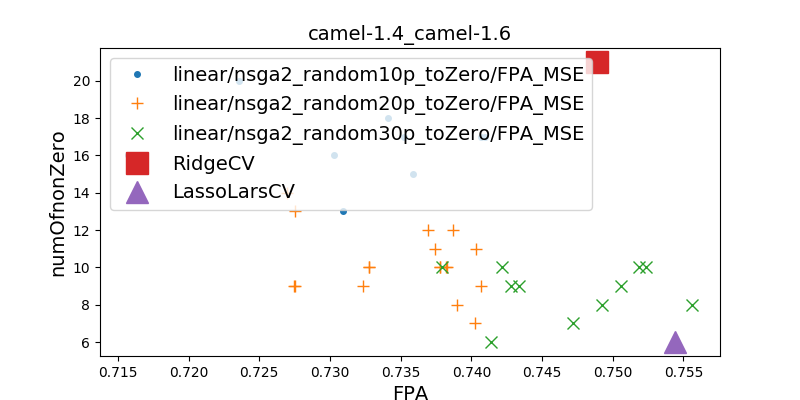 camel-1.4_camel-1.6
linear/nsga2_random10p_toZero/FPA_MSE
linear/nsga2_random20p_toZero/FPA_MSE
linear/nsga2_random30p_toZero/FPA_MSE
RidgeCV
LassoLarsCV
numOfnonZero
20
18
16
14
12
10
8
6
0.715 0.720 0.725 0.730 0.735 0.740 0.745 0.750 0.755
FPA